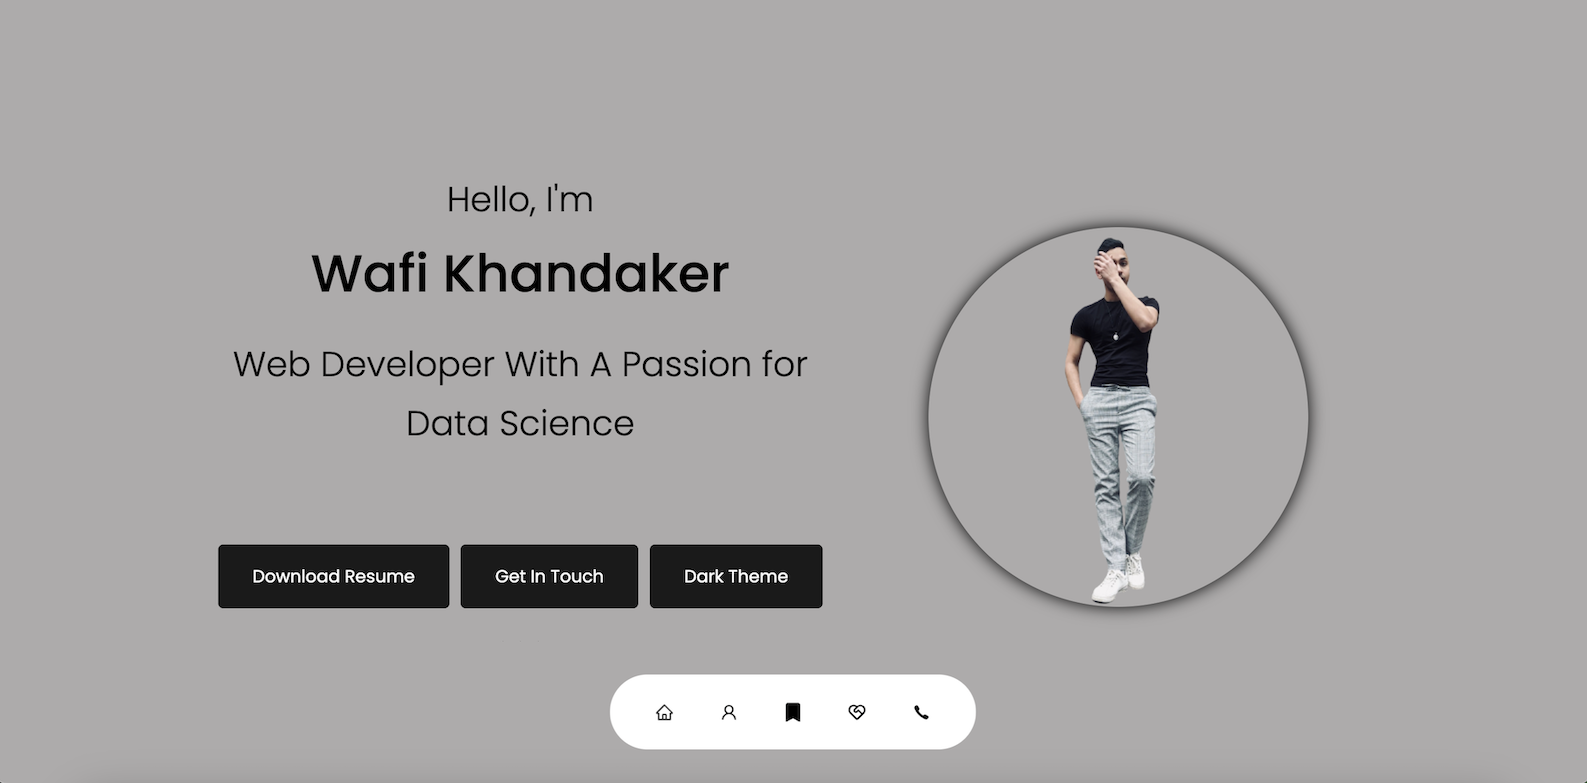 Hello, I'm
Wafi Khandaker
Web Developer With A Passion for
Data Science
Download Resume
Get In Touch
Dark Theme